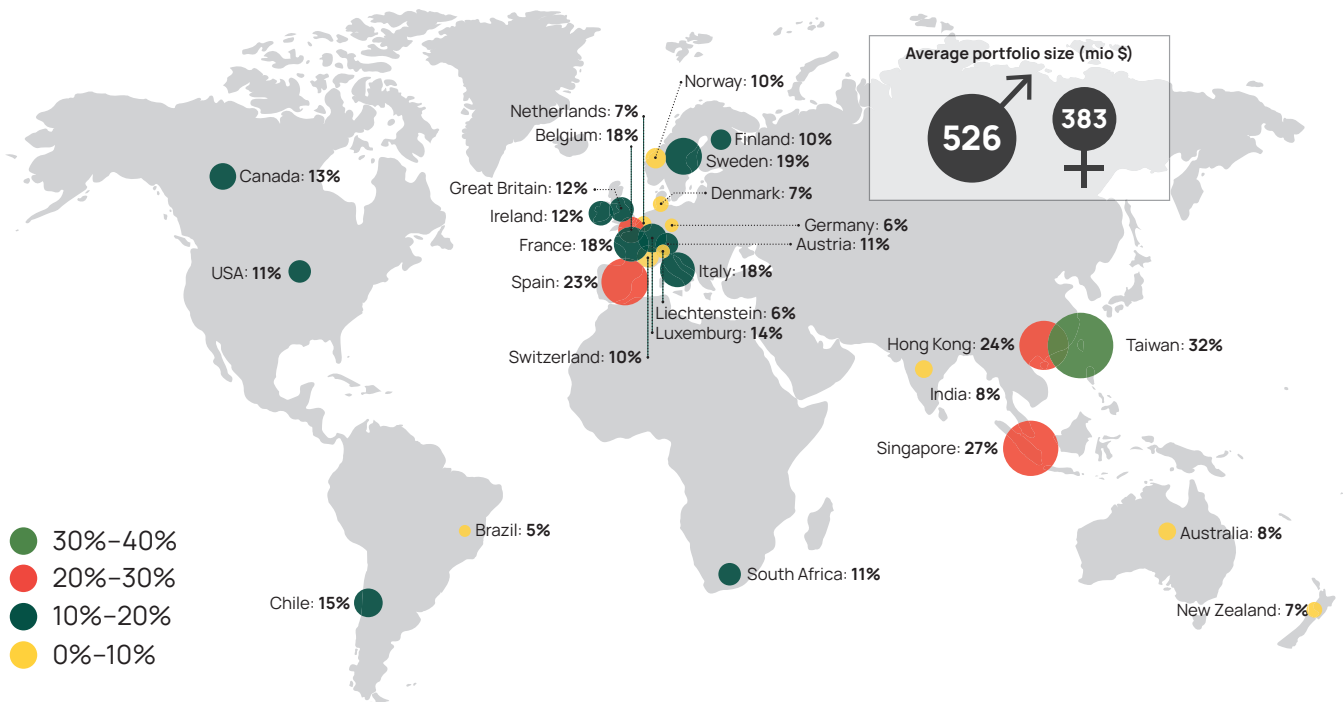 Average portfolio size (mio $)
526
383
Norway: 10%
Netherlands: 7%
Belgium: 18%
Finland: 10%
Sweden: 19%
Canada: 13%
Great Britain: 12%
Denmark: 7%
Ireland: 12%
Germany: 6%
France: 18%
Austria: 11%
USA: 11%
Italy: 18%
Spain: 23%
Liechtenstein: 6%
Luxemburg: 14%
Switzerland: 10%
Hong Kong: 24%
Taiwan: 32%
India: 8%
Singapore: 27%
Brazil: 5%
Australia: 8%
South Africa: 11%
Chile: 15%
New Zealand: 7%
30%–40%
20%–30%
10%–20%
0%–10%